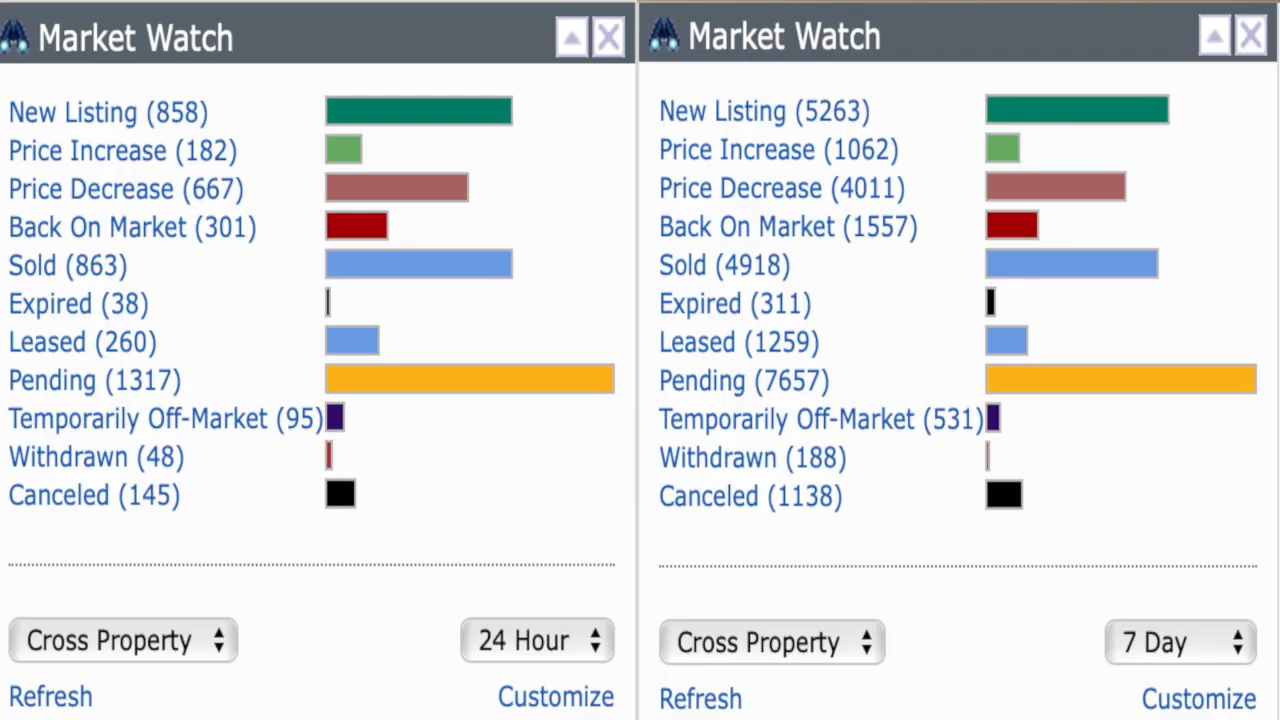 Market Watch
New Listing (858)
Price Increase (182)
Price Decrease (667)
Back On Market (301)
Sold (863)
Expired (38)
Leased (260)
Pending (1317)
Temporarily Off-Market (95)
Withdrawn (48)
Canceled (145)
Cross Property
24 Hour
Refresh
Customize
Market Watch
New Listing (5263)
Price Increase (1062)
Price Decrease (4011)
Back On Market (1557)
Sold (4918)
Expired (311)
Leased (1259)
Pending (7657)
Temporarily Off-Market (531)
Withdrawn (188)
Canceled (1138)
Cross Property
7 Day
Refresh
Customize